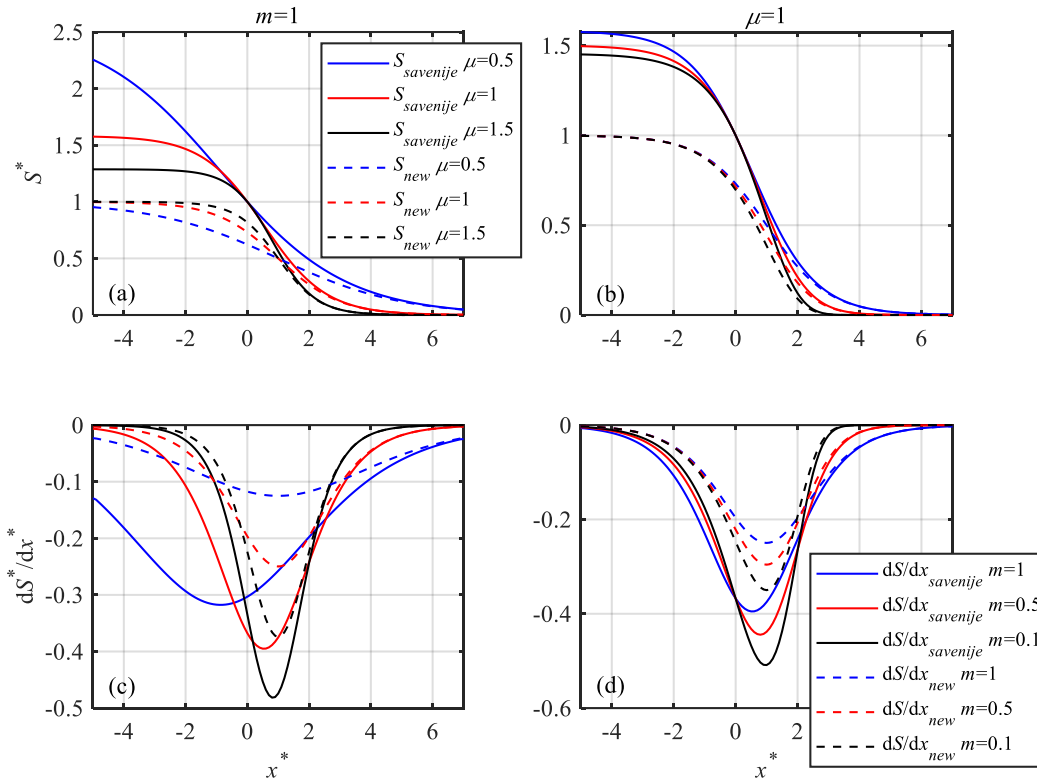 m=1
μ=1
2.5
2
1.5
1
0.5
0
S*
-4 -2 0 2 4 6
(a)
S_savenije μ=0.5
S_savenije μ=1
S_savenije μ=1.5
S_new μ=0.5
S_new μ=1
S_new μ=1.5
1.5
1
0.5
0
-4 -2 0 2 4 6
(b)
0
-0.1
-0.2
-0.3
-0.4
-0.5
dS*/dx*
-4 -2 0 2 4 6
x*
(c)
0
-0.2
-0.4
-0.6
-4 -2 0 2
x*
(d)
dS/dx_savenije m=1
dS/dx_savenije m=0.5
dS/dx_savenije m=0.1
dS/dx_new m=1
dS/dx_new m=0.5
dS/dx_new m=0.1